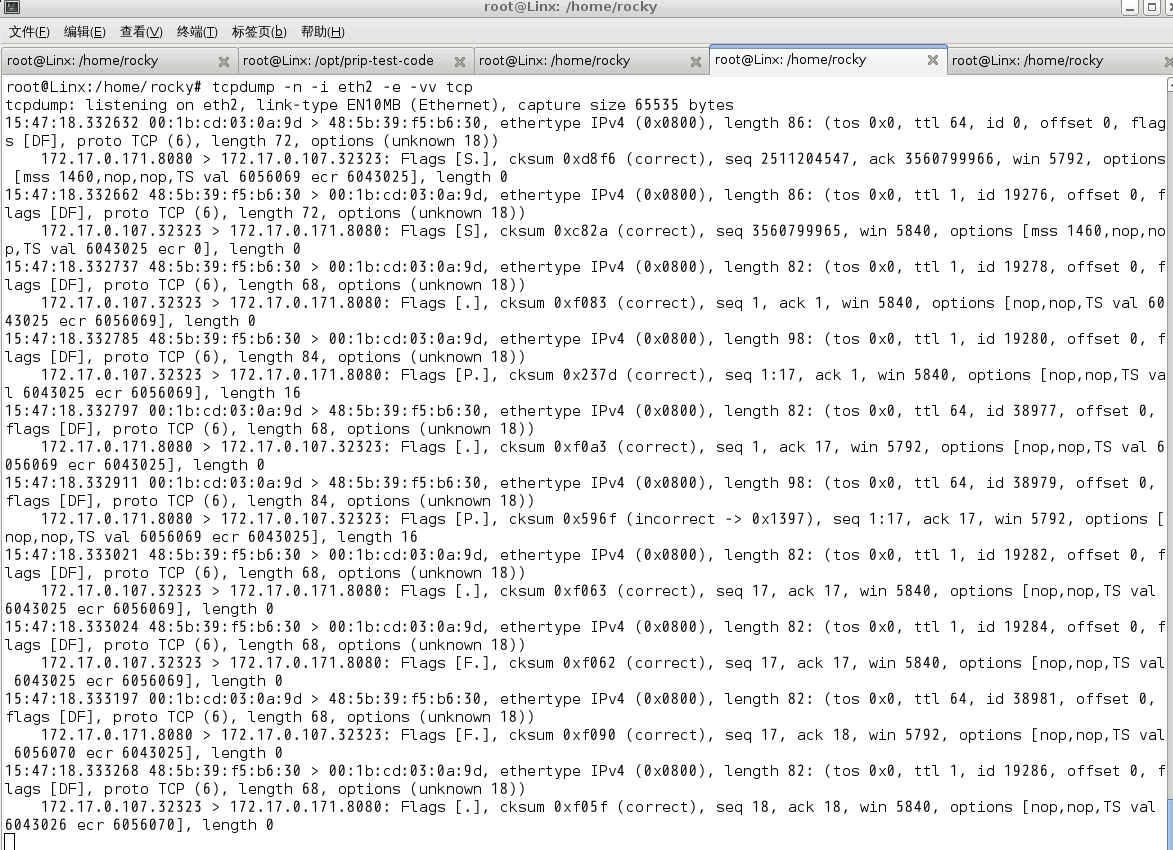 root@Linx: /home/rocky
文件(F) 编辑(E) 查看(V) 终端(T) 标签页(b) 帮助(H)
root@Linx: /home/rocky root@Linx: /opt/prip-test-code root@Linx: /home/rocky root@Linx: /home/rocky root@Linx: /home/rocky
root@Linx:/home/rocky# tcpdump -n -i eth2 -e -vv tcp
tcpdump: listening on eth2, link-type EN10MB (Ethernet), capture size 65535 bytes
15:47:18.332632 00:1b:cd:03:0a:9d > 48:5b:39:f5:b6:30, ethertype IPv4 (0x0800), length 86: (tos 0x0, ttl 64, id 0, offset 0, flag
s [DF], proto TCP (6), length 72, options (unknown 18))
    172.17.0.171.8080 > 172.17.0.107.32323: Flags [S.], cksum 0xd8f6 (correct), seq 2511204547, ack 3560799966, win 5792, options
 [mss 1460,nop,nop,TS val 6056069 ecr 6043025], length 0
15:47:18.332662 48:5b:39:f5:b6:30 > 00:1b:cd:03:0a:9d, ethertype IPv4 (0x0800), length 86: (tos 0x0, ttl 1, id 19276, offset 0, f
lags [DF], proto TCP (6), length 72, options (unknown 18))
    172.17.0.107.32323 > 172.17.0.171.8080: Flags [S], cksum 0xc82a (correct), seq 3560799965, win 5840, options [mss 1460,nop,no
p,TS val 6043025 ecr 0], length 0
15:47:18.332737 48:5b:39:f5:b6:30 > 00:1b:cd:03:0a:9d, ethertype IPv4 (0x0800), length 82: (tos 0x0, ttl 1, id 19278, offset 0, f
lags [DF], proto TCP (6), length 68, options (unknown 18))
    172.17.0.107.32323 > 172.17.0.171.8080: Flags [.], cksum 0xf083 (correct), seq 1, ack 1, win 5840, options [nop,nop,TS val 60
43025 ecr 6056069], length 0
15:47:18.332785 48:5b:39:f5:b6:30 > 00:1b:cd:03:0a:9d, ethertype IPv4 (0x0800), length 98: (tos 0x0, ttl 1, id 19280, offset 0, f
lags [DF], proto TCP (6), length 84, options (unknown 18))
    172.17.0.107.32323 > 172.17.0.171.8080: Flags [P.], cksum 0x237d (correct), seq 1:17, ack 1, win 5840, options [nop,nop,TS va
l 6043025 ecr 6056069], length 16
15:47:18.332797 00:1b:cd:03:0a:9d > 48:5b:39:f5:b6:30, ethertype IPv4 (0x0800), length 82: (tos 0x0, ttl 64, id 38977, offset 0,
flags [DF], proto TCP (6), length 68, options (unknown 18))
    172.17.0.171.8080 > 172.17.0.107.32323: Flags [.], cksum 0xf0a3 (correct), seq 1, ack 17, win 5792, options [nop,nop,TS val 6
056069 ecr 6043025], length 0
15:47:18.332911 00:1b:cd:03:0a:9d > 48:5b:39:f5:b6:30, ethertype IPv4 (0x0800), length 98: (tos 0x0, ttl 64, id 38979, offset 0,
flags [DF], proto TCP (6), length 84, options (unknown 18))
    172.17.0.171.8080 > 172.17.0.107.32323: Flags [P.], cksum 0x596f (incorrect -> 0x1397), seq 1:17, ack 17, win 5792, options [
nop,nop,TS val 6056069 ecr 6043025], length 16
15:47:18.333021 48:5b:39:f5:b6:30 > 00:1b:cd:03:0a:9d, ethertype IPv4 (0x0800), length 82: (tos 0x0, ttl 1, id 19282, offset 0, f
lags [DF], proto TCP (6), length 68, options (unknown 18))
    172.17.0.107.32323 > 172.17.0.171.8080: Flags [.], cksum 0xf063 (correct), seq 17, ack 17, win 5840, options [nop,nop,TS val
6043025 ecr 6056069], length 0
15:47:18.333024 48:5b:39:f5:b6:30 > 00:1b:cd:03:0a:9d, ethertype IPv4 (0x0800), length 82: (tos 0x0, ttl 1, id 19284, offset 0, f
lags [DF], proto TCP (6), length 68, options (unknown 18))
    172.17.0.107.32323 > 172.17.0.171.8080: Flags [F.], cksum 0xf062 (correct), seq 17, ack 17, win 5840, options [nop,nop,TS val
 6043025 ecr 6056069], length 0
15:47:18.333197 00:1b:cd:03:0a:9d > 48:5b:39:f5:b6:30, ethertype IPv4 (0x0800), length 82: (tos 0x0, ttl 64, id 38981, offset 0,
flags [DF], proto TCP (6), length 68, options (unknown 18))
    172.17.0.171.8080 > 172.17.0.107.32323: Flags [F.], cksum 0xf090 (correct), seq 17, ack 18, win 5792, options [nop,nop,TS val
 6056070 ecr 6043025], length 0
15:47:18.333268 48:5b:39:f5:b6:30 > 00:1b:cd:03:0a:9d, ethertype IPv4 (0x0800), length 82: (tos 0x0, ttl 1, id 19286, offset 0, f
lags [DF], proto TCP (6), length 68, options (unknown 18))
    172.17.0.107.32323 > 172.17.0.171.8080: Flags [.], cksum 0xf05f (correct), seq 18, ack 18, win 5840, options [nop,nop,TS val
6043026 ecr 6056070], length 0